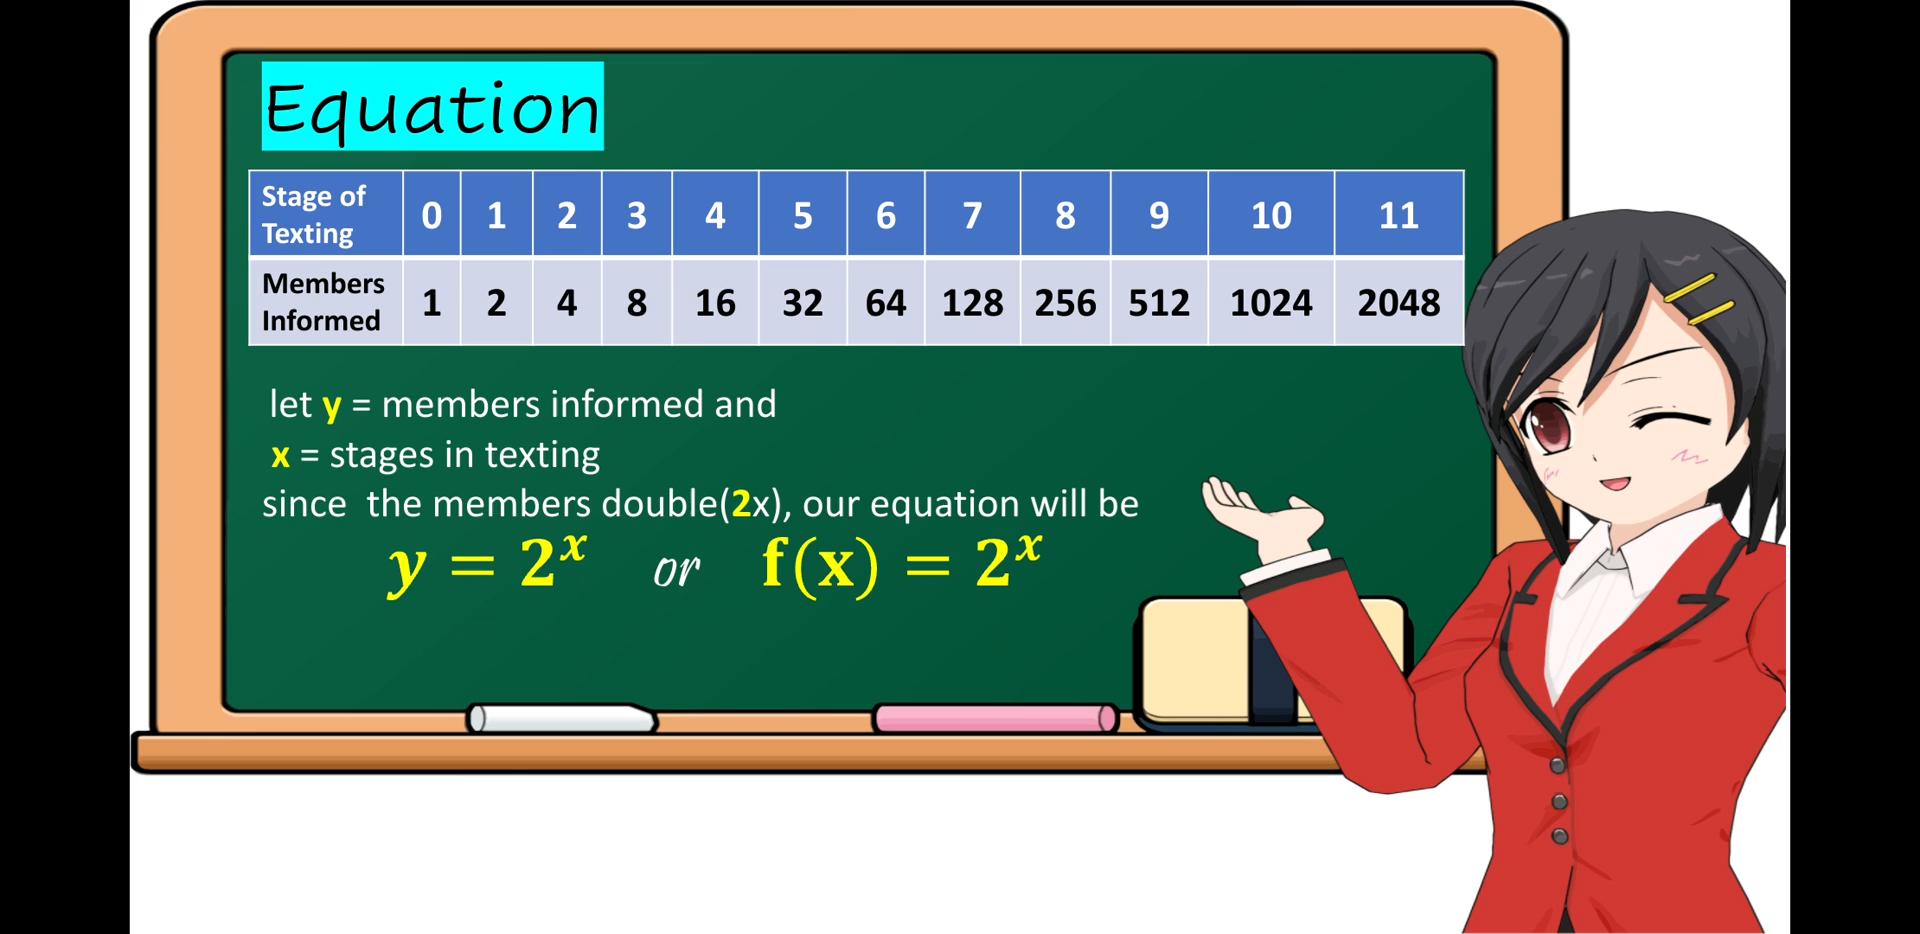 Equation
Stage of Texting 0 1 2 3 4 5 6 7 8 9 10 11
Members Informed 1 2 4 8 16 32 64 128 256 512 1024 2048
let y = members informed and
x = stages in texting
since the members double(2x), our equation will be
y = 2ˣ or f(x) = 2ˣ